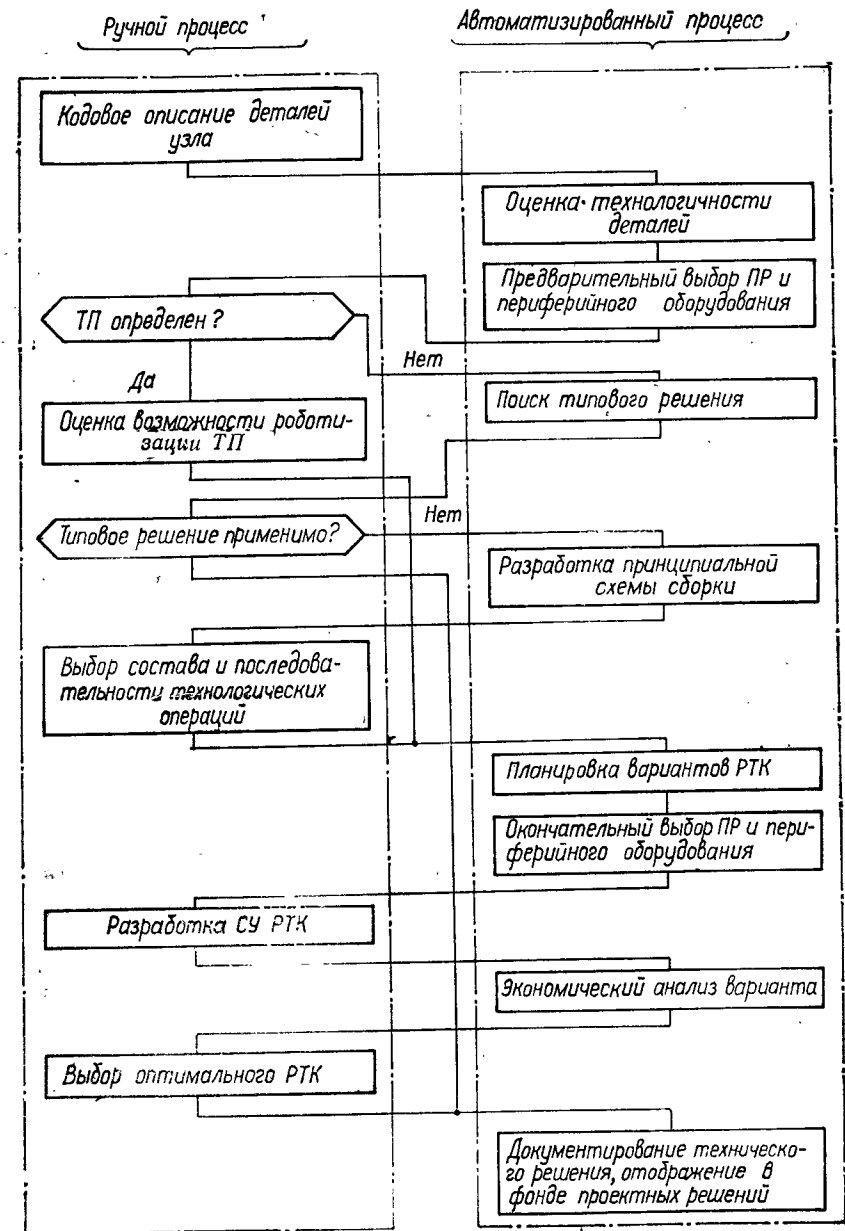 Ручной процесс
Автоматизированный процесс
Кодовое описание деталей
узла
Оценка технологичности
деталей
Предварительный выбор ПР и
периферийного оборудования
ТП определен?
Нет
Да
Поиск типового решения
Оценка возможности роботи-
зации ТП
Типовое решение применимо?
Нет
Разработка принципиальной
схемы сборки
Выбор состава и последова-
тельности технологических
операций
Планировка вариантов РТК
Окончательный выбор ПР и пери-
ферийного оборудования
Разработка СУ РТК
Экономический анализ варианта
Выбор оптимального РТК
Документирование техническо-
го решения, отображение в
фонде проектных решений